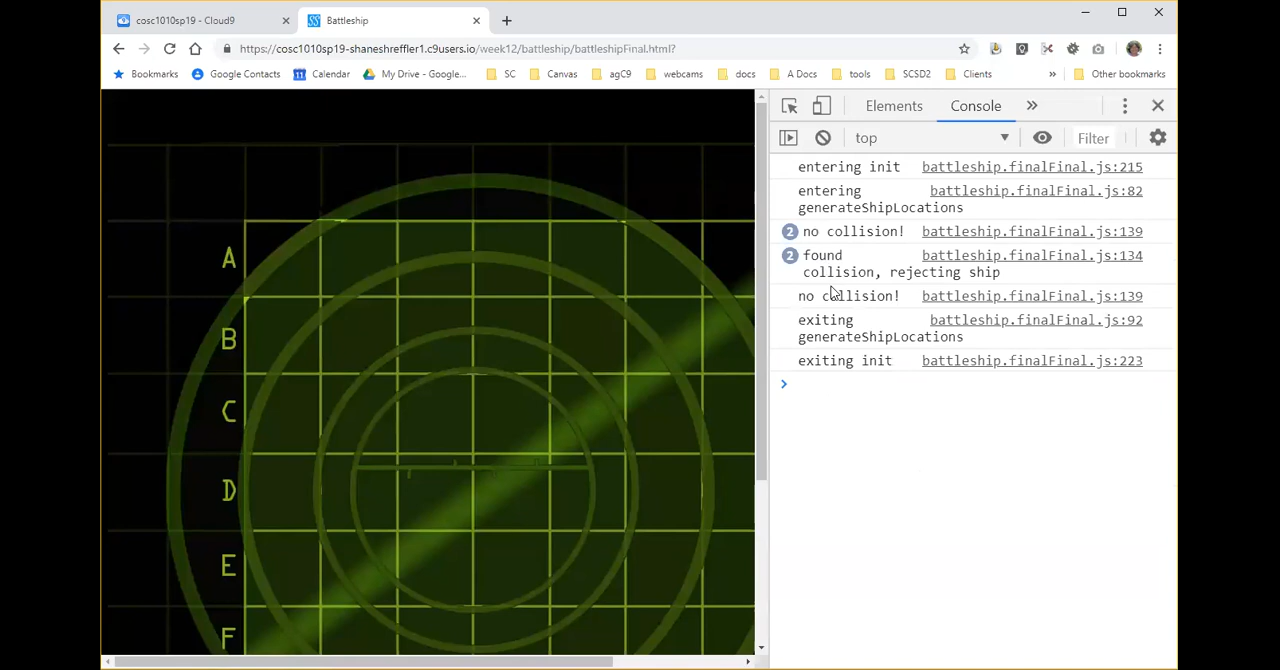 cosc1010sp19 - Cloud9
Battleship
https://cosc1010sp19-shaneshreffler1.c9users.io/week12/battleship/battleshipFinal.html?
Bookmarks Google Contacts Calendar My Drive - Google... SC Canvas agC9 webcams docs A Docs tools SCSD2 Clients » Other bookmarks
Elements Console »
top Filter
entering init battleship.finalFinal.js:215
entering battleship.finalFinal.js:82
generateShipLocations
2 no collision! battleship.finalFinal.js:139
2 found battleship.finalFinal.js:134
collision, rejecting ship
no collision! battleship.finalFinal.js:139
exiting battleship.finalFinal.js:92
generateShipLocations
exiting init battleship.finalFinal.js:223
A
B
C
D
E
F